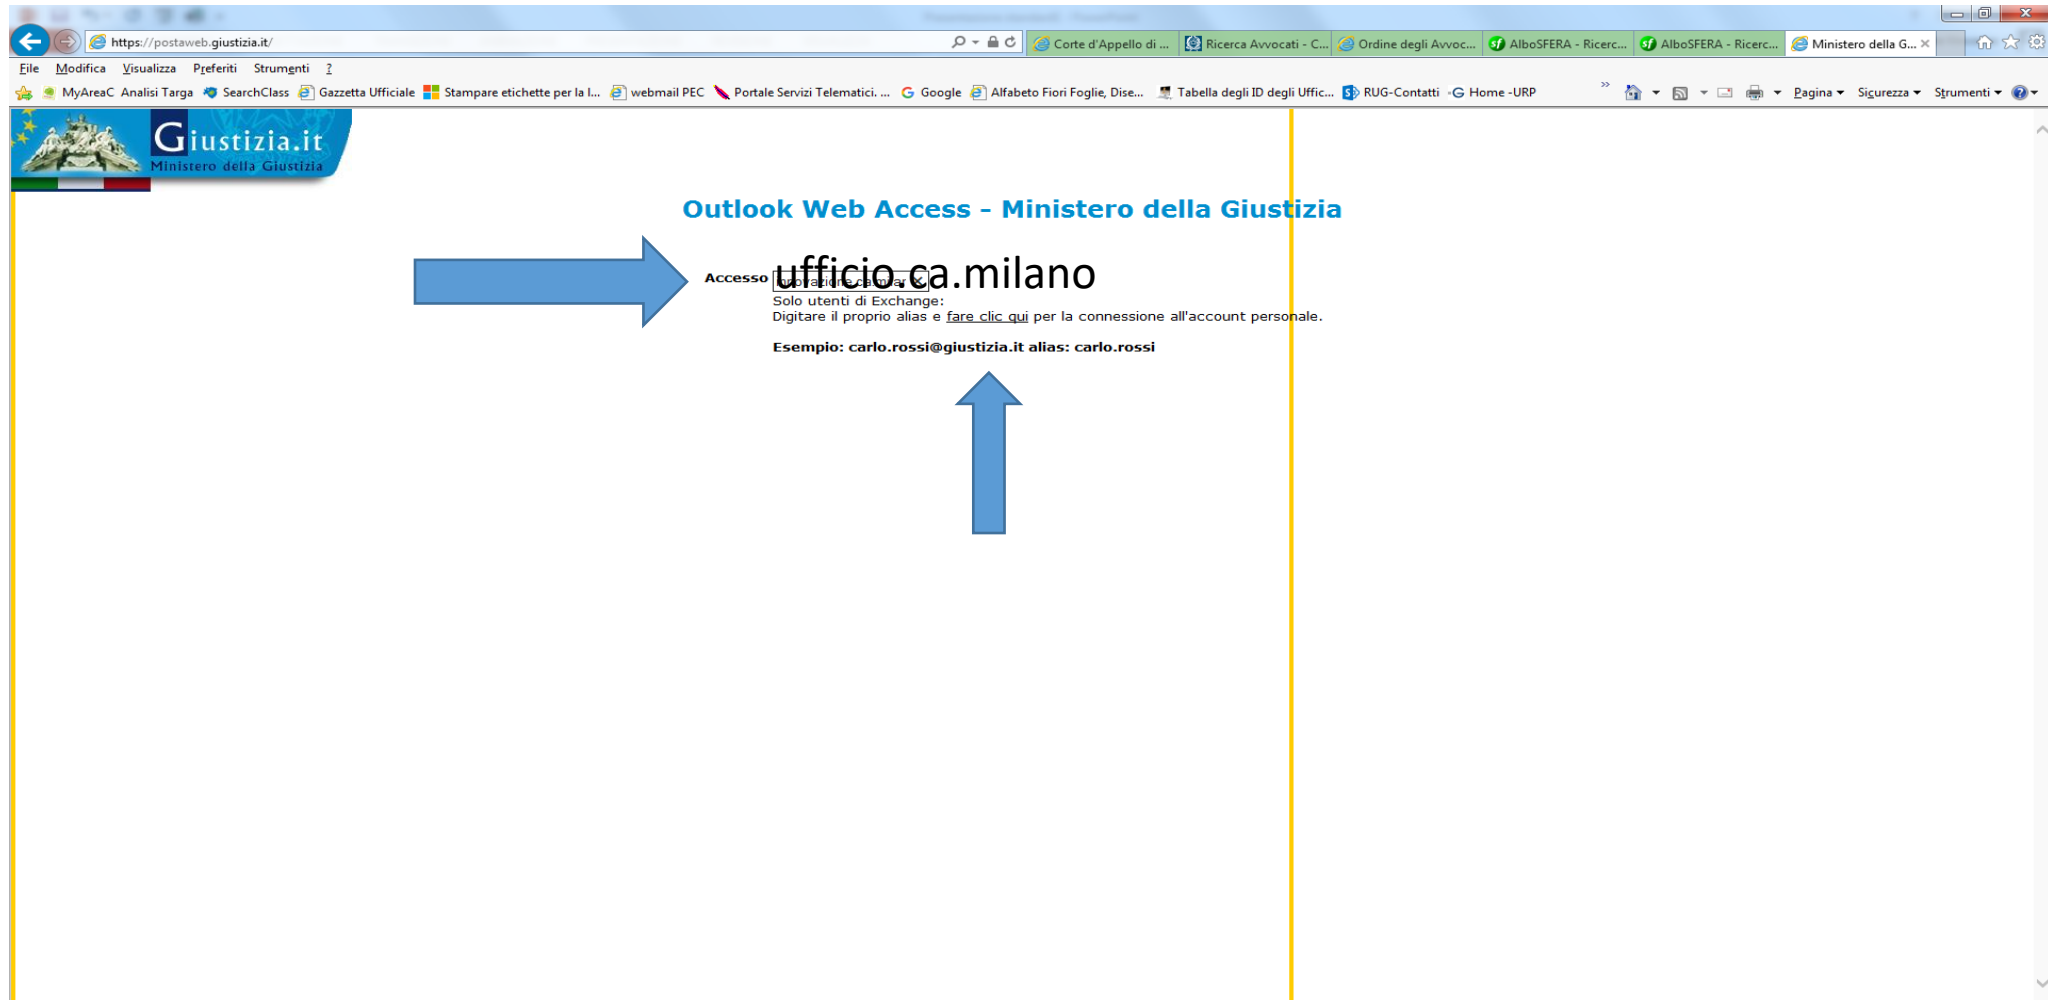 https://postaweb.giustizia.it/
Corte d'Appello di ...
Ricerca Avvocati - C...
Ordine degli Avvoc...
AlboSFERA - Ricerc...
AlboSFERA - Ricerc...
Ministero della G...
File Modifica Visualizza Preferiti Strumenti ?
MyAreaC Analisi Targa SearchClass Gazzetta Ufficiale Stampare etichette per la l... webmail PEC Portale Servizi Telematici. ... Google Alfabeto Fiori Foglie, Dise... Tabella degli ID degli Uffic... RUG-Contatti -G Home -URP » Pagina Sicurezza Strumenti
Giustizia.it
Ministero della Giustizia
Outlook Web Access - Ministero della Giustizia
Accesso ufficio.ca.milano
Solo utenti di Exchange:
Digitare il proprio alias e fare clic qui per la connessione all'account personale.
Esempio: carlo.rossi@giustizia.it alias: carlo.rossi